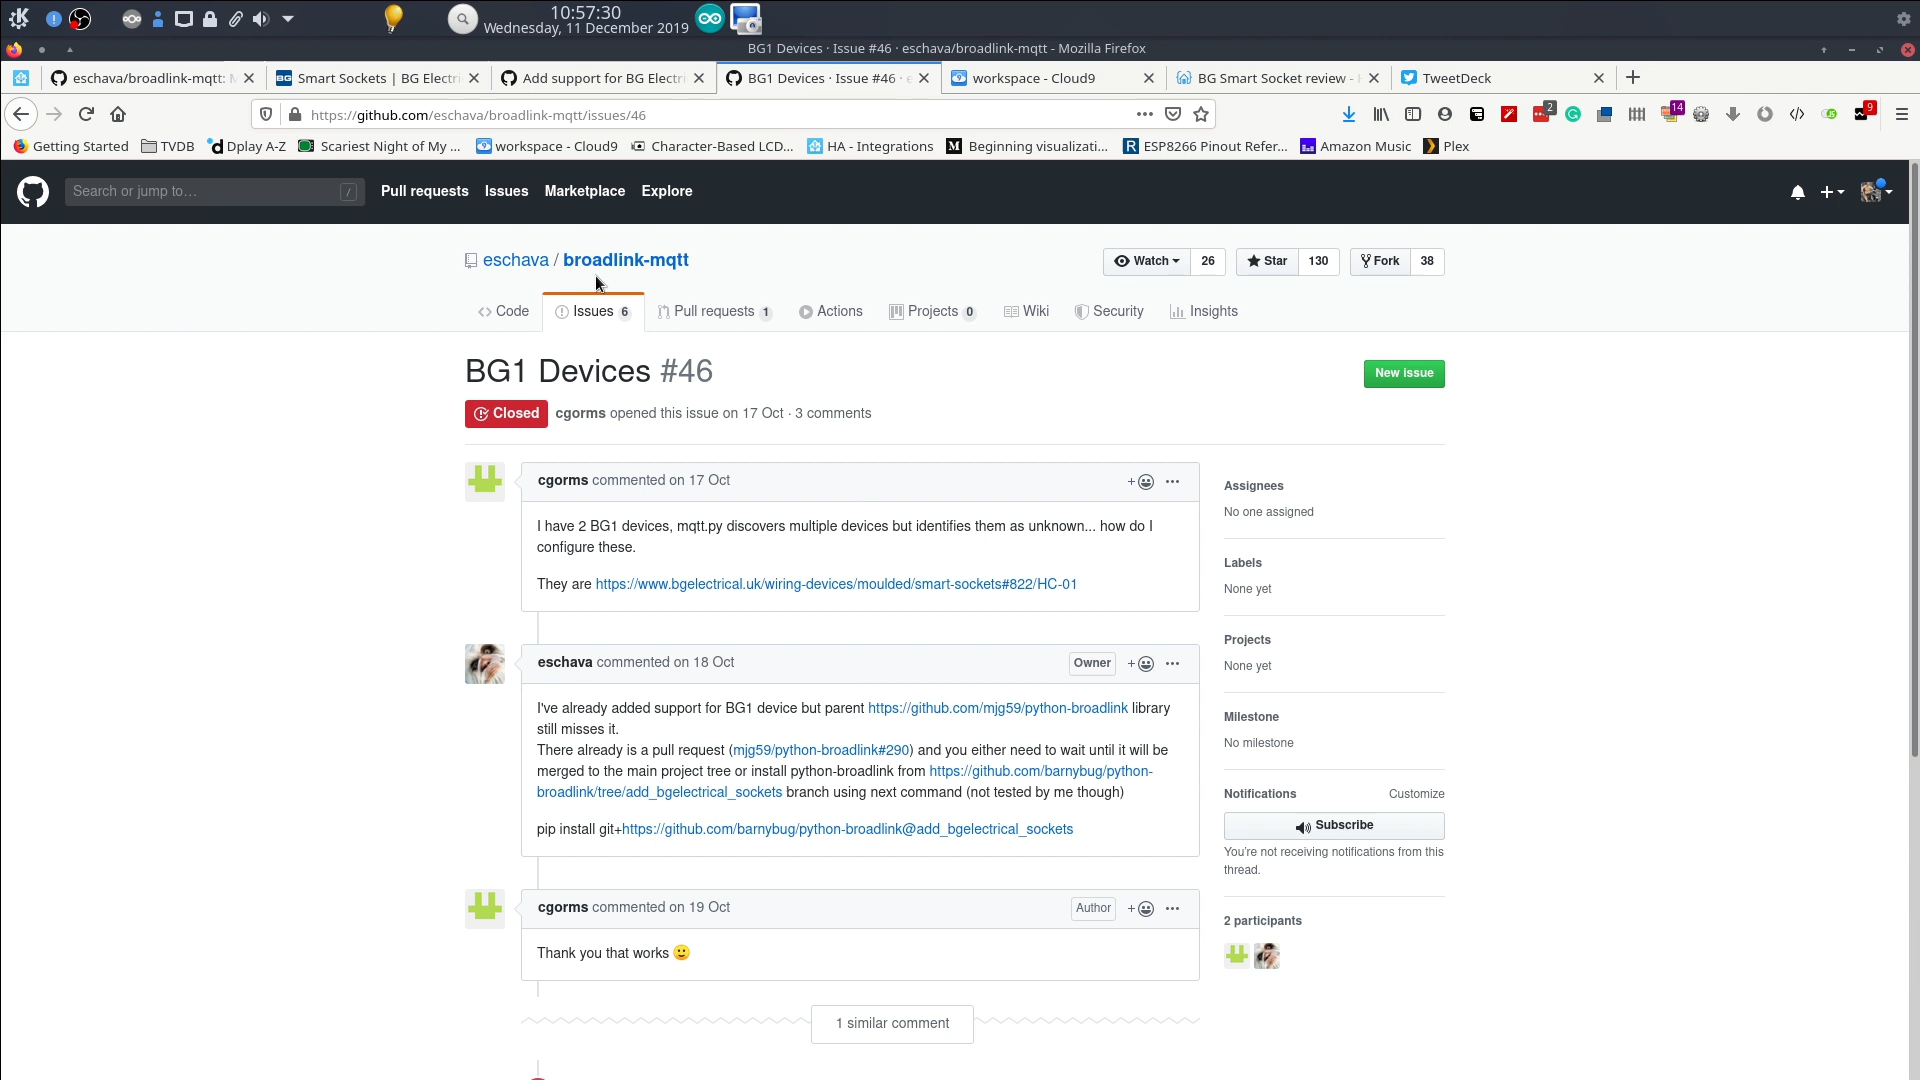 10:57:30
Wednesday, 11 December 2019
BG1 Devices · Issue #46 · eschava/broadlink-mqtt - Mozilla Firefox
eschava/broadlink-mqtt:
Smart Sockets | BG Electri
Add support for BG Electri
BG1 Devices · Issue #46 ·
workspace - Cloud9
BG Smart Socket review -
TweetDeck
https://github.com/eschava/broadlink-mqtt/issues/46
2
14
9
Getting Started
TVDB
Dplay A-Z
Scariest Night of My ...
workspace - Cloud9
Character-Based LCD...
HA - Integrations
Beginning visualizati...
ESP8266 Pinout Refer...
Amazon Music
Plex
Search or jump to...
/
Pull requests
Issues
Marketplace
Explore
eschava / broadlink-mqtt
Watch 26
Star 130
Fork 38
Code
Issues 6
Pull requests 1
Actions
Projects 0
Wiki
Security
Insights
BG1 Devices #46
New issue
Closed cgorms opened this issue on 17 Oct · 3 comments
cgorms commented on 17 Oct
I have 2 BG1 devices, mqtt.py discovers multiple devices but identifies them as unknown... how do I
configure these.
They are https://www.bgelectrical.uk/wiring-devices/moulded/smart-sockets#822/HC-01
eschava commented on 18 Oct
Owner
I've already added support for BG1 device but parent https://github.com/mjg59/python-broadlink library
still misses it.
There already is a pull request (mjg59/python-broadlink#290) and you either need to wait until it will be
merged to the main project tree or install python-broadlink from https://github.com/barnybug/python-
broadlink/tree/add_bgelectrical_sockets branch using next command (not tested by me though)
pip install git+https://github.com/barnybug/python-broadlink@add_bgelectrical_sockets
cgorms commented on 19 Oct
Author
Thank you that works 🙂
1 similar comment
Assignees
No one assigned
Labels
None yet
Projects
None yet
Milestone
No milestone
Notifications
Customize
Subscribe
You're not receiving notifications from this
thread.
2 participants